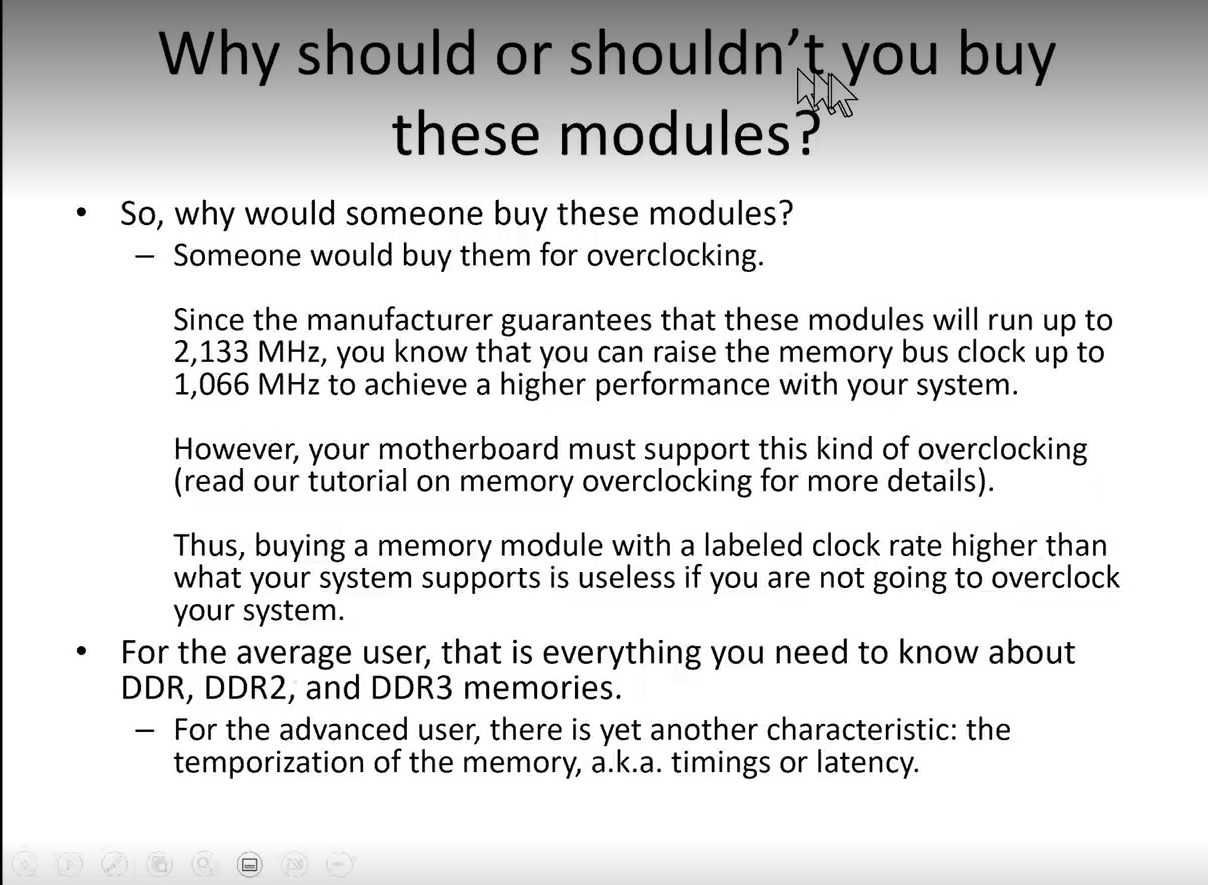 Why should or shouldn’t you buy
these modules?
• So, why would someone buy these modules?
– Someone would buy them for overclocking.
Since the manufacturer guarantees that these modules will run up to
2,133 MHz, you know that you can raise the memory bus clock up to
1,066 MHz to achieve a higher performance with your system.
However, your motherboard must support this kind of overclocking
(read our tutorial on memory overclocking for more details).
Thus, buying a memory module with a labeled clock rate higher than
what your system supports is useless if you are not going to overclock
your system.
• For the average user, that is everything you need to know about
DDR, DDR2, and DDR3 memories.
– For the advanced user, there is yet another characteristic: the
temporization of the memory, a.k.a. timings or latency.